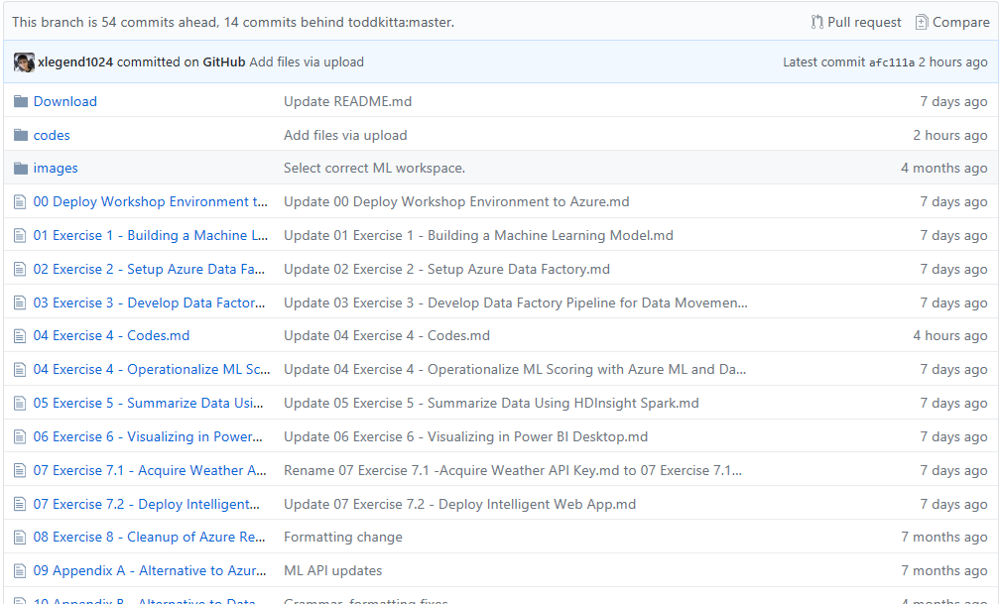 This branch is 54 commits ahead, 14 commits behind toddkitta:master. Pull request Compare
xlegend1024 committed on GitHub Add files via upload Latest commit afc111a 2 hours ago
Download Update README.md 7 days ago
codes Add files via upload 2 hours ago
images Select correct ML workspace. 4 months ago
00 Deploy Workshop Environment t... Update 00 Deploy Workshop Environment to Azure.md 7 days ago
01 Exercise 1 - Building a Machine L... Update 01 Exercise 1 - Building a Machine Learning Model.md 7 days ago
02 Exercise 2 - Setup Azure Data Fa... Update 02 Exercise 2 - Setup Azure Data Factory.md 7 days ago
03 Exercise 3 - Develop Data Factor... Update 03 Exercise 3 - Develop Data Factory Pipeline for Data Movemen... 7 days ago
04 Exercise 4 - Codes.md Update 04 Exercise 4 - Codes.md 4 hours ago
04 Exercise 4 - Operationalize ML Sc... Update 04 Exercise 4 - Operationalize ML Scoring with Azure ML and Da... 7 days ago
05 Exercise 5 - Summarize Data Usi... Update 05 Exercise 5 - Summarize Data Using HDInsight Spark.md 7 days ago
06 Exercise 6 - Visualizing in Power... Update 06 Exercise 6 - Visualizing in Power BI Desktop.md 7 days ago
07 Exercise 7.1 - Acquire Weather A... Rename 07 Exercise 7.1 -Acquire Weather API Key.md to 07 Exercise 7.1... 7 days ago
07 Exercise 7.2 - Deploy Intelligent... Update 07 Exercise 7.2 - Deploy Intelligent Web App.md 7 days ago
08 Exercise 8 - Cleanup of Azure Re... Formatting change 7 months ago
09 Appendix A - Alternative to Azur... ML API updates 7 months ago
10 Appendix B - Alternative to Data... Grammar, formatting fixes 4 months ago